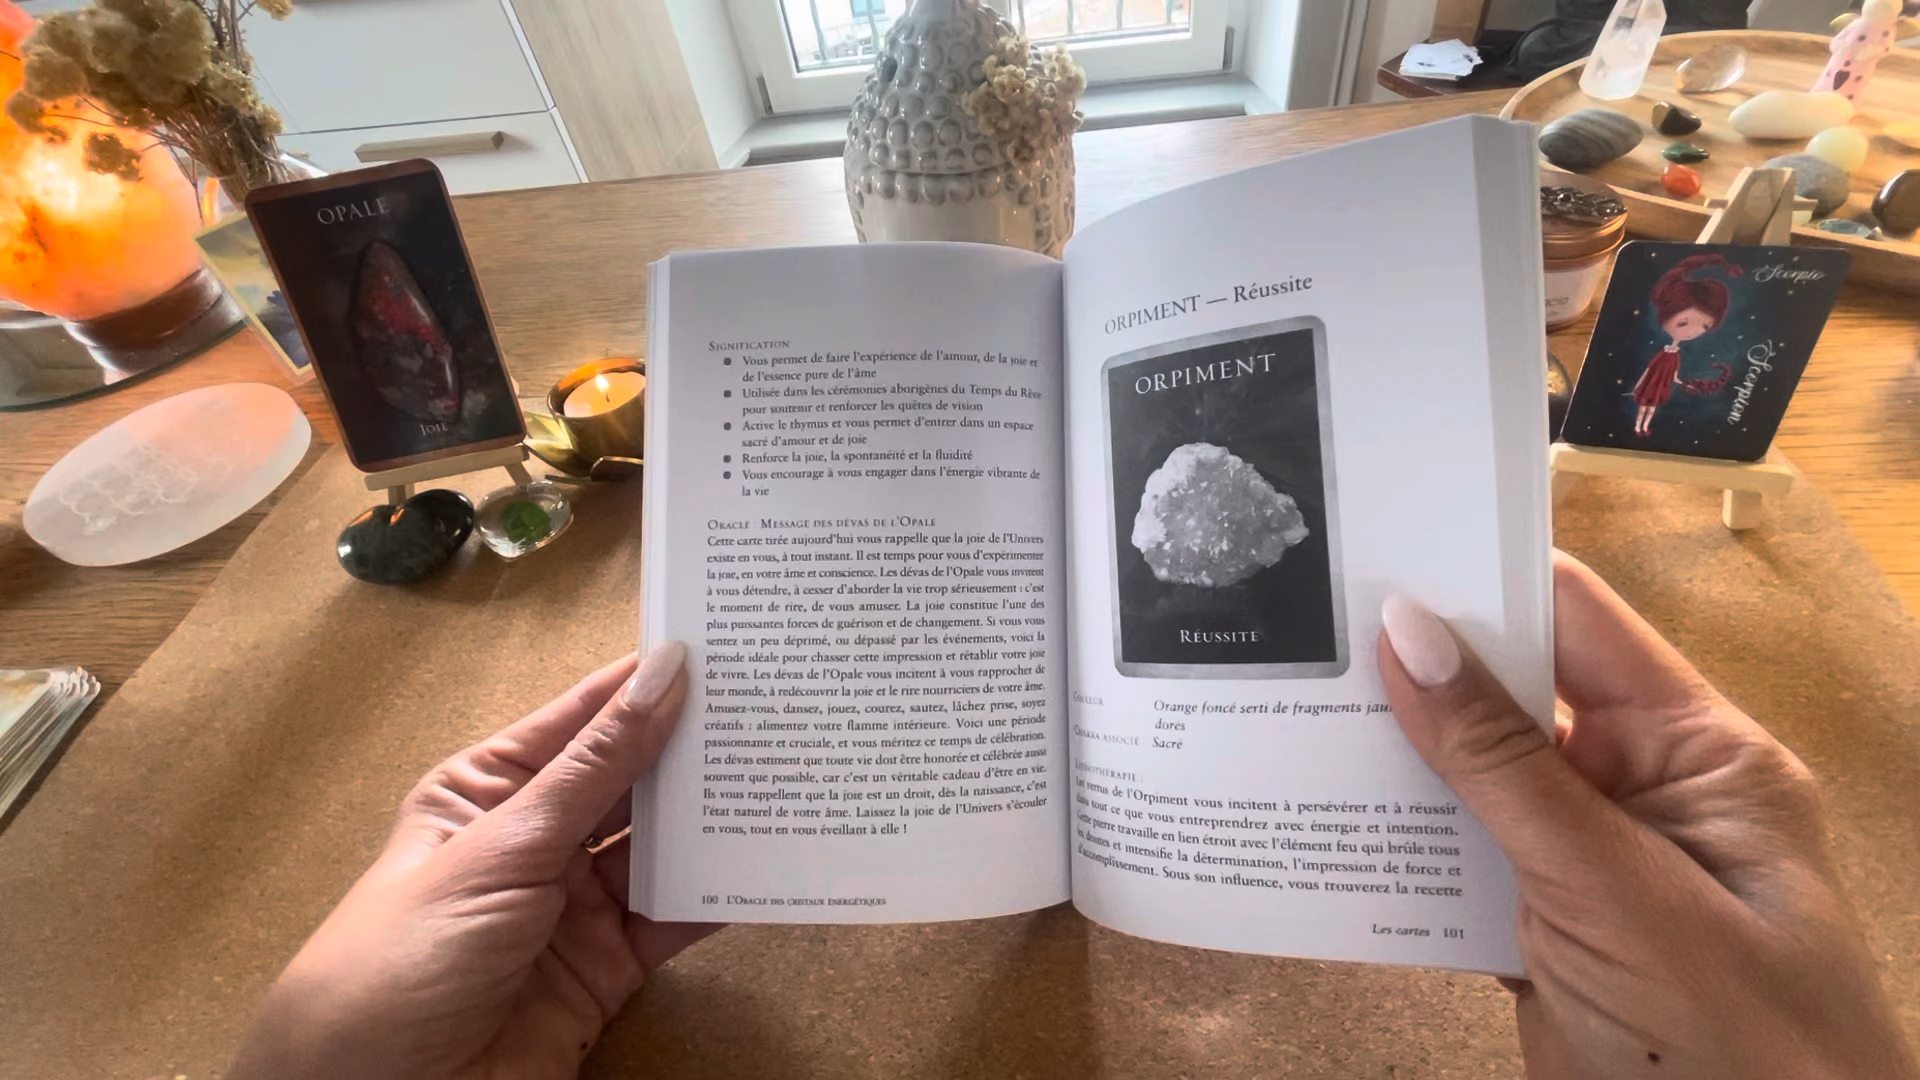 OPALE
JOIE
SIGNIFICATION
Vous permet de faire l'expérience de l'amour, de la joie et
de l'essence pure de l'âme
Utilisée dans les cérémonies aborigènes du Temps du Rêve
pour soutenir et renforcer les quêtes de vision
Active le thymus et vous permet d'entrer dans un espace
sacré d'amour et de joie
Renforce la joie, la spontanéité et la fluidité
Vous encourage à vous engager dans l'énergie vibrante de
la vie
ORACLE : MESSAGE DES DÉVAS DE L'OPALE
Cette carte tirée aujourd'hui vous rappelle que la joie de l'Univers
existe en vous, à tout instant. Il est temps pour vous d'expérimenter
la joie, en votre âme et conscience. Les dévas de l'Opale vous invitent
à vous détendre, à cesser d'aborder la vie trop sérieusement : c'est
le moment de rire, de vous amuser. La joie constitue l'une des
plus puissantes forces de guérison et de changement. Si vous vous
sentez un peu déprimé, ou dépassé par les événements, voici la
période idéale pour chasser cette impression et rétablir votre joie
de vivre. Les dévas de l'Opale vous incitent à vous rapprocher de
leur monde, à redécouvrir la joie et le rire nourriciers de votre âme.
Amusez-vous, dansez, jouez, courez, sautez, lâchez prise, soyez
créatifs : alimentez votre flamme intérieure. Voici une période
passionnante et cruciale, et vous méritez ce temps de célébration.
Les dévas estiment que toute vie doit être honorée et célébrée aussi
souvent que possible, car c'est un véritable cadeau d'être en vie.
Ils vous rappellent que la joie est un droit, dès la naissance, c'est
l'état naturel de votre âme. Laissez la joie de l'Univers s'écouler
en vous, tout en vous éveillant à elle !
100 L'ORACLE DES CRISTAUX ÉNERGÉTIQUES
ORPIMENT — Réussite
ORPIMENT
RÉUSSITE
COULEUR Orange foncé serti de fragments jau
dorés
CHAKRA ASSOCIÉ Sacré
LITHOTHÉRAPIE :
Les vertus de l'Orpiment vous incitent à persévérer et à réussir
dans tout ce que vous entreprendrez avec énergie et intention.
Cette pierre travaille en lien étroit avec l'élément feu qui brûle tous
les doutes et intensifie la détermination, l'impression de force et
d'accomplissement. Sous son influence, vous trouverez la recette
Les cartes 101
Scorpio
Scorpion